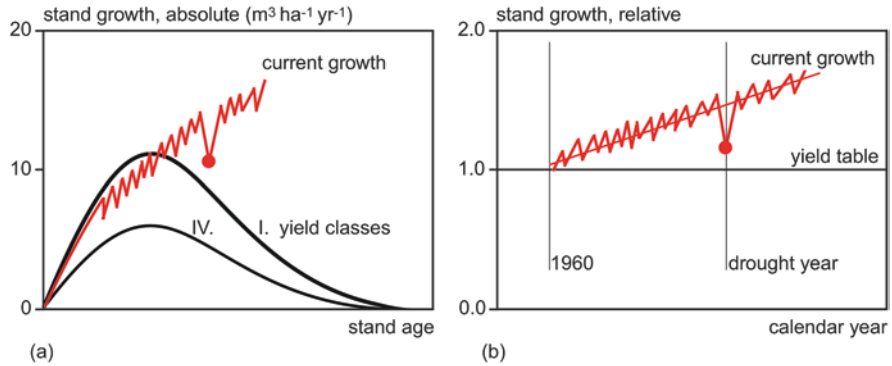 stand growth, absolute (m³ ha⁻¹ yr⁻¹)
20
current growth
10
IV.
I. yield classes
0
stand age
(a)
stand growth, relative
2.0
current growth
1.0
yield table
1960
drought year
0.0
calendar year
(b)